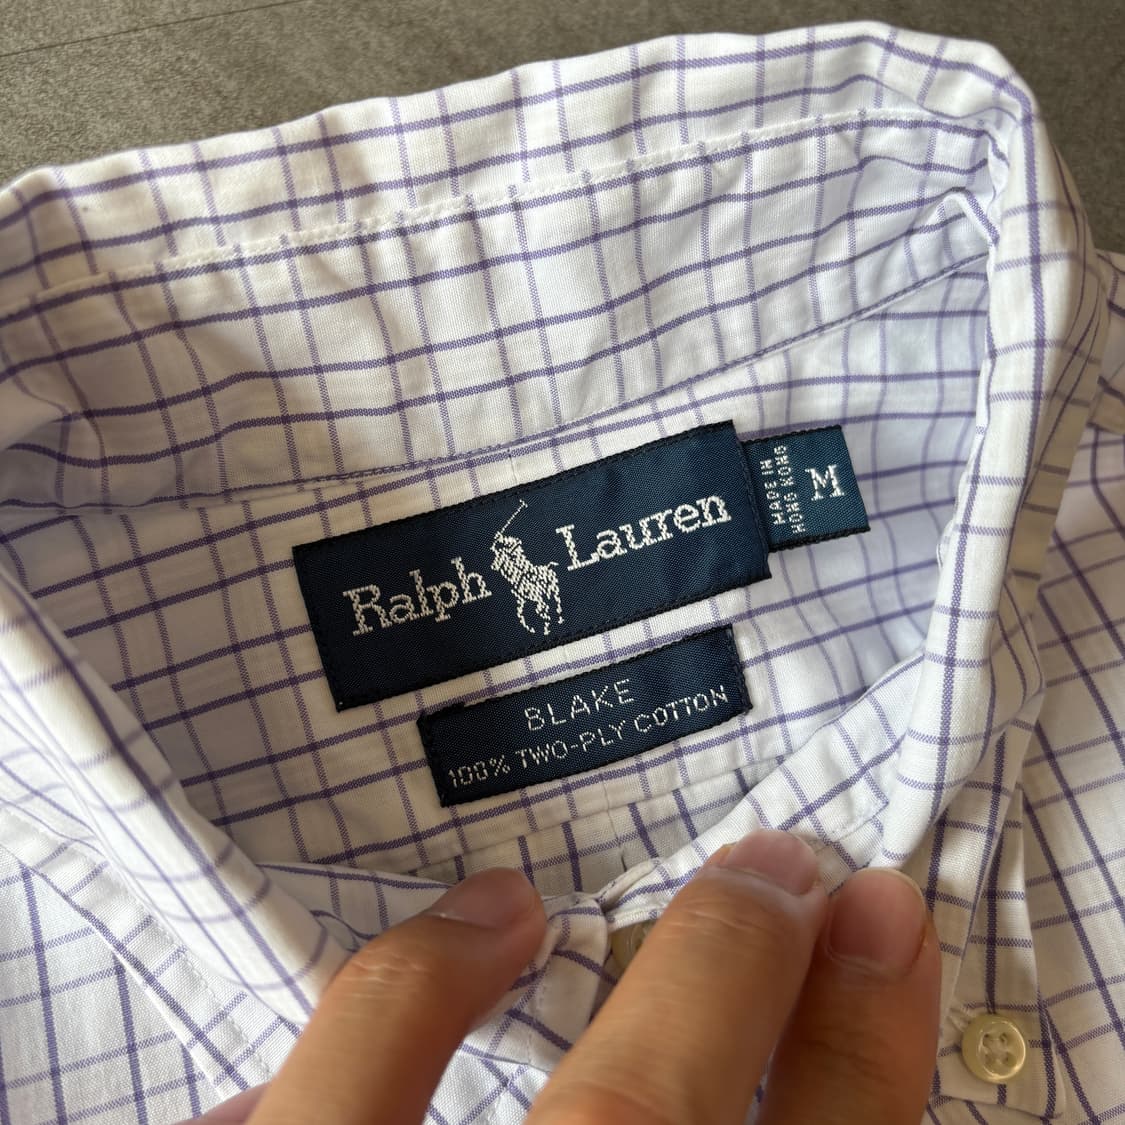 Ralph Lauren
MADE IN
HONG KONG
M
BLAKE
100% TWO-PLY COTTON